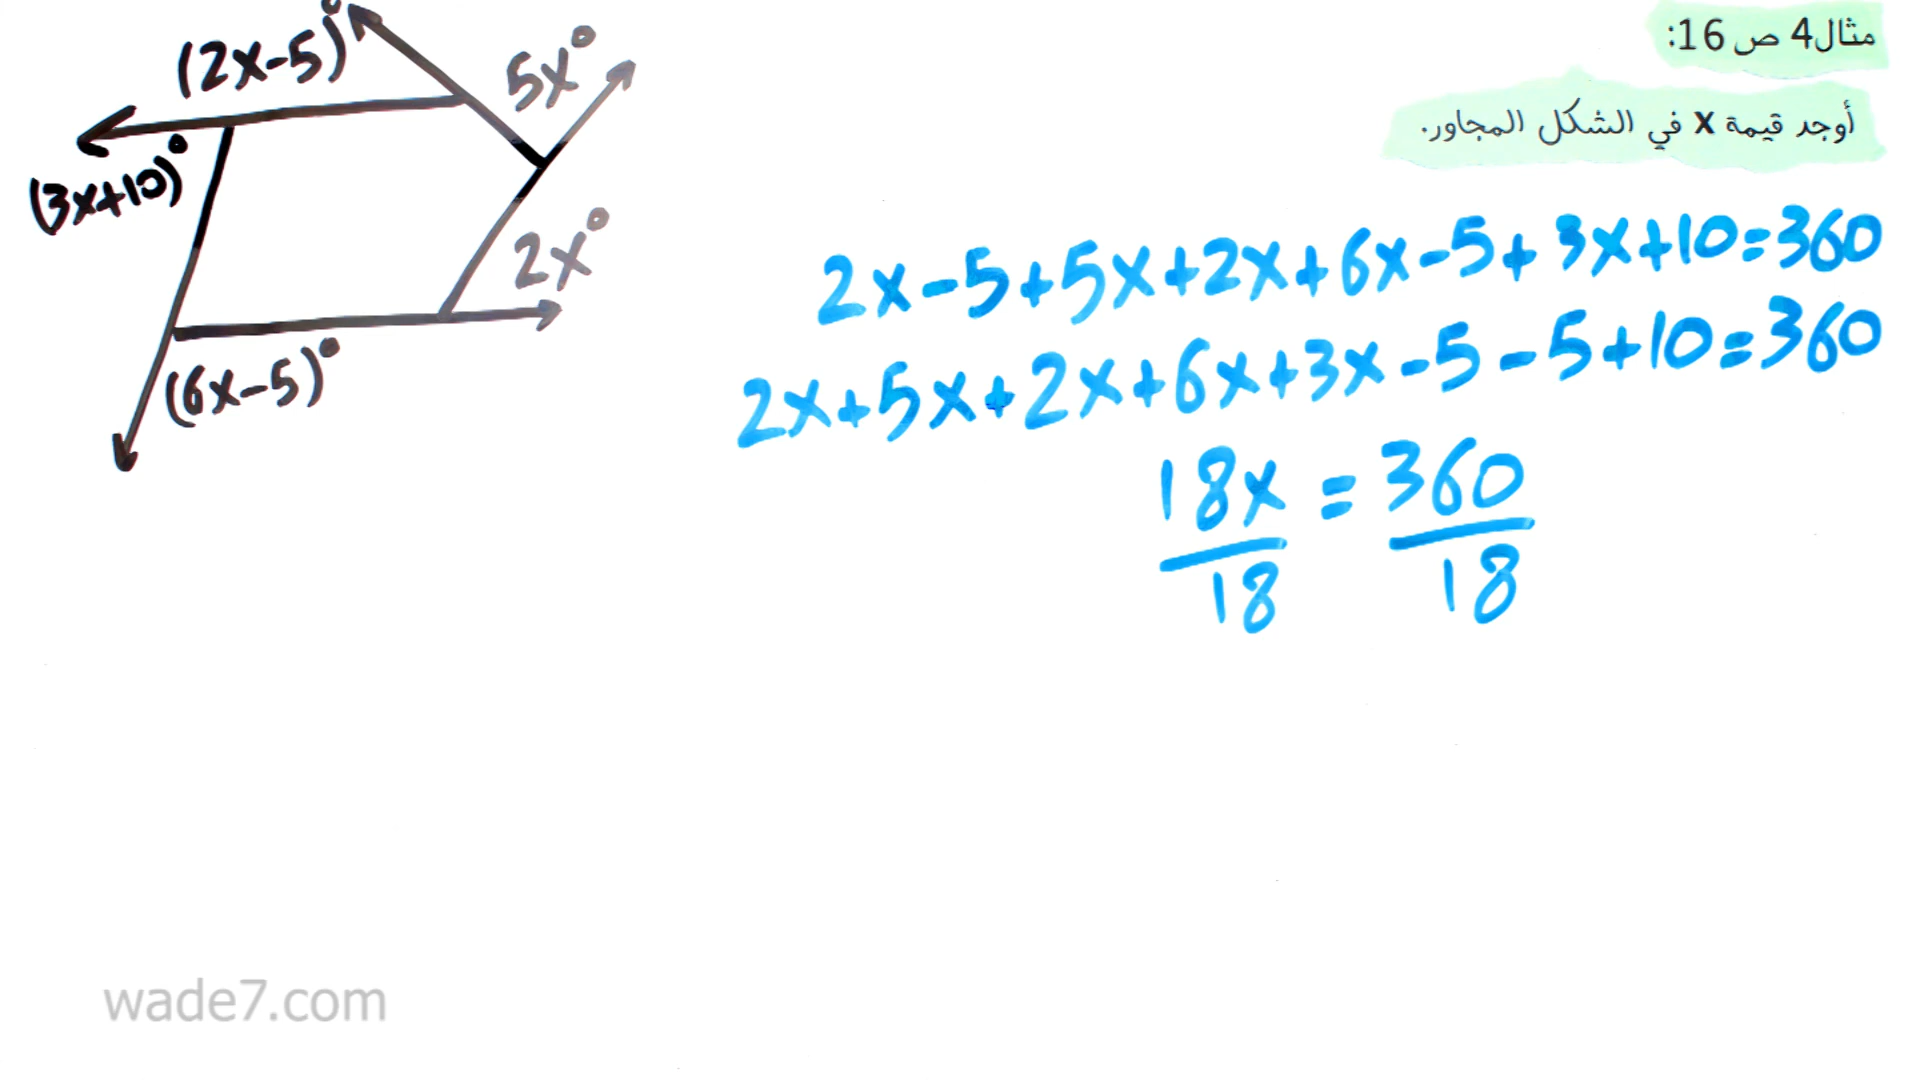 مثال4 ص 16:
أوجد قيمة x في الشكل المجاور.
(2x-5)°
5x°
(3x+10)°
2x°
(6x-5)°
2x-5+5x+2x+6x-5+3x+10=360
2x+5x+2x+6x+3x-5-5+10=360
18x = 360
18 18
wade7.com